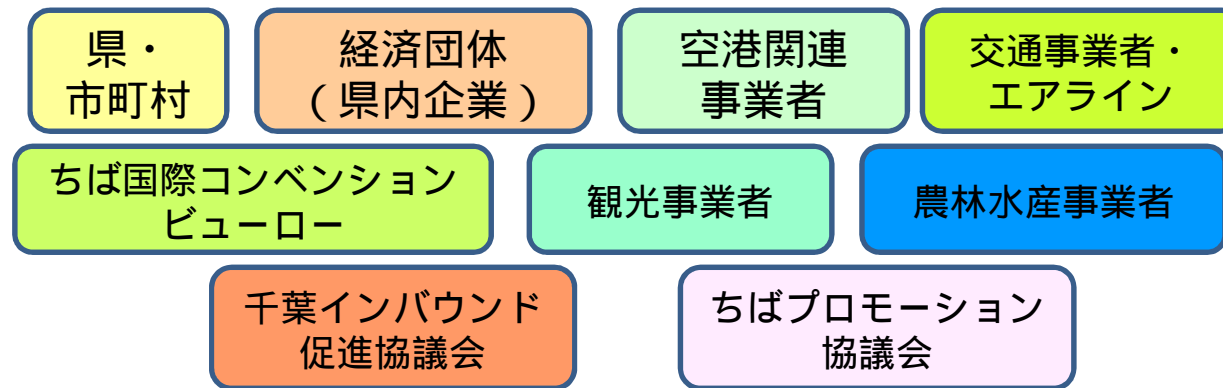 県・
市町村
経済団体
（県内企業）
空港関連
事業者
交通事業者・
エアライン
ちば国際コンベンション
ビューロー
観光事業者
農林水産事業者
千葉インバウンド
促進協議会
ちばプロモーション
協議会